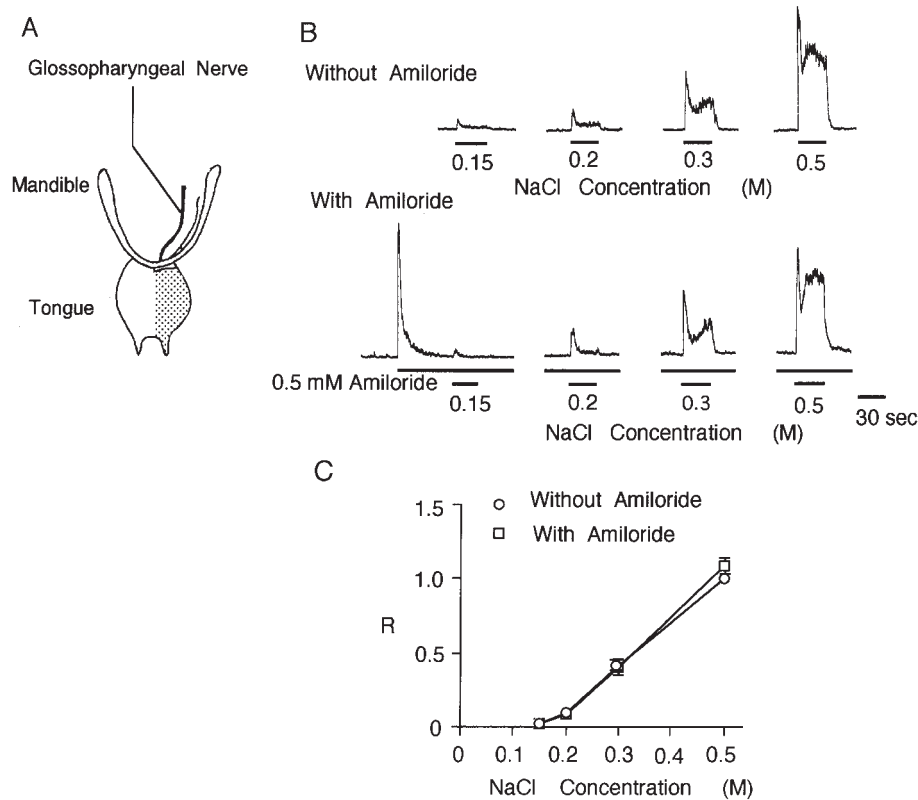 A
Glossopharyngeal Nerve
Mandible
Tongue
B
Without Amiloride
0.15 0.2 0.3 0.5
NaCl Concentration (M)
With Amiloride
0.5 mM Amiloride
0.15 0.2 0.3 0.5
30 sec
NaCl Concentration (M)
C
Without Amiloride
With Amiloride
1.5
1.0
R
0.5
0
0 0.1 0.2 0.3 0.4 0.5
NaCl Concentration (M)